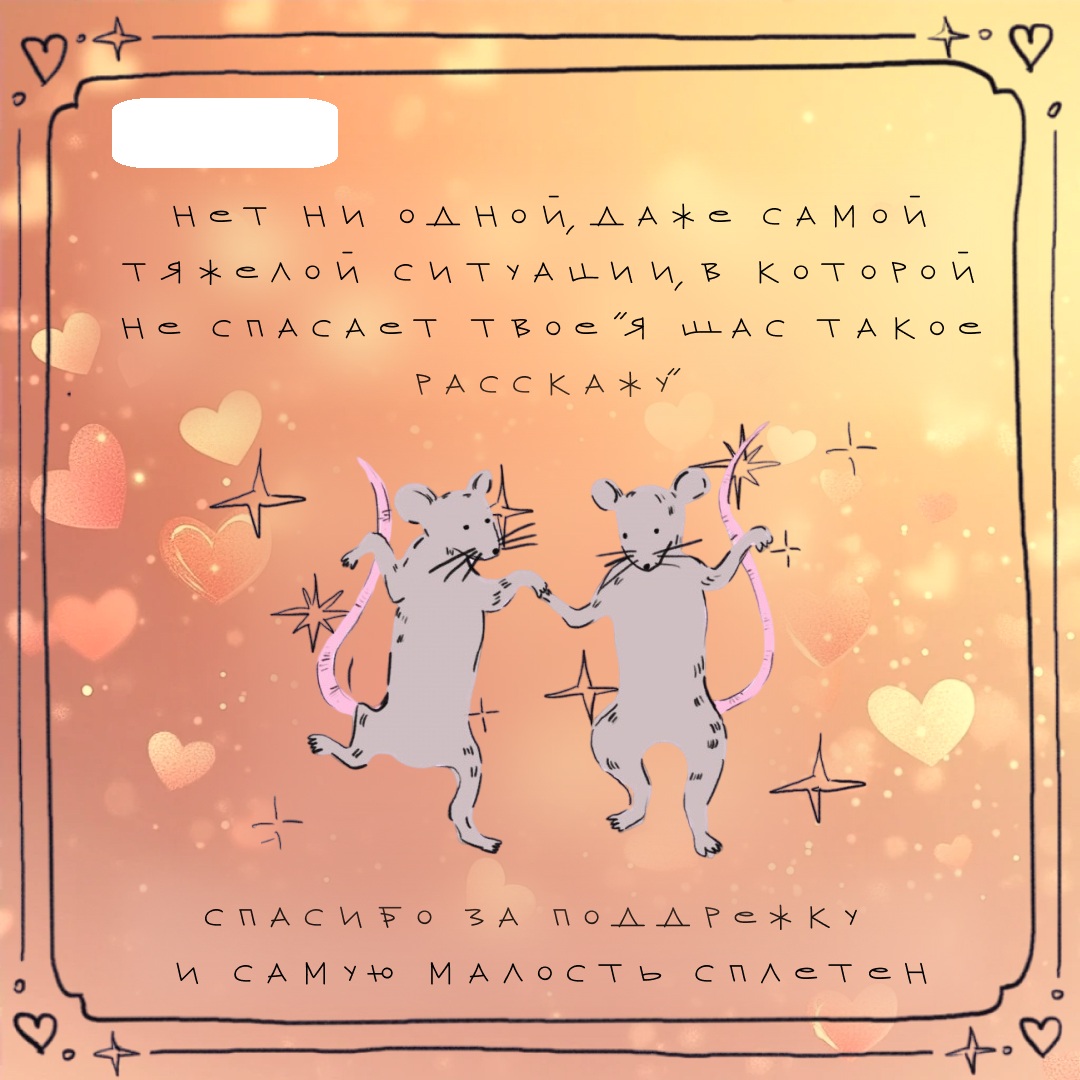 нет ни одной, даже самой
тяжелой ситуации, в которой
не спасает твое "я щас такое
расскажу"
спасибо за поддрежку
и самую малость сплетен